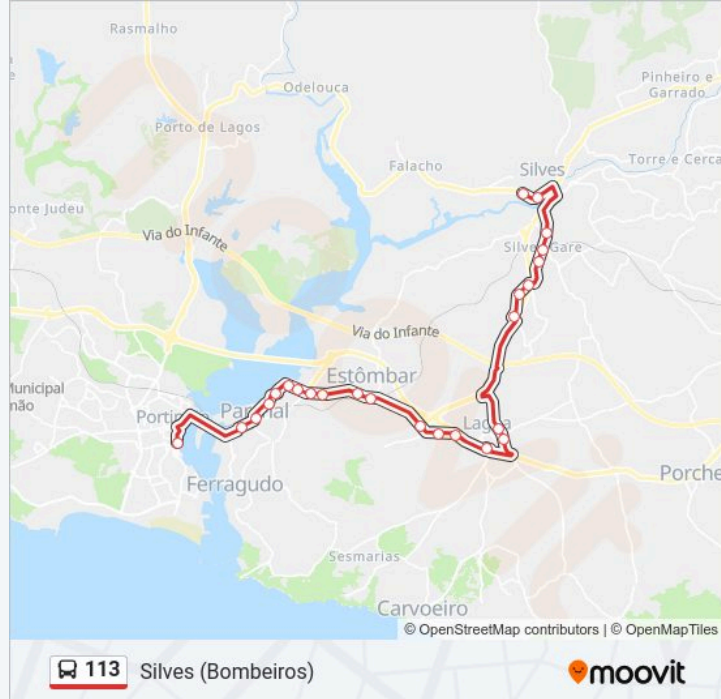 Rasmalho
Pinheiro e
Garrado
Odelouca
Porto de Lagos
Falacho
Silves
Torre e Cerca
onte Judeu
Via do Infante
Silves Gare
Via do Infante
Estômbar
Municipal
não
Parchal
Lagoa
Ferragudo
Porche
Sesmarias
Carvoeiro
© OpenStreetMap contributors | © OpenMapTiles
113 Silves (Bombeiros)
moovit